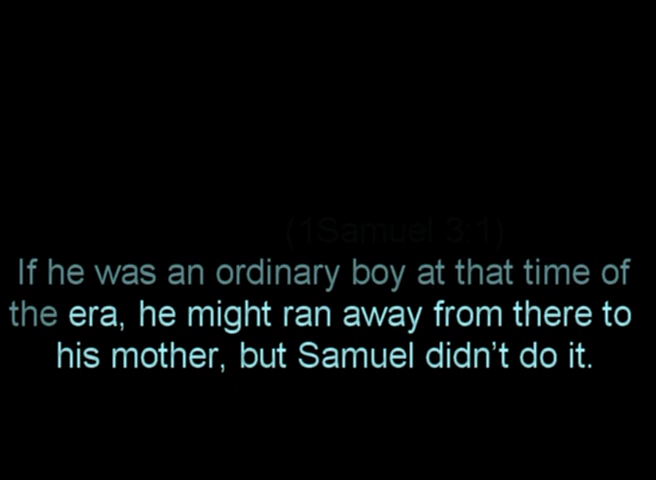 (1Samuel 3:1)
If he was an ordinary boy at that time of
the era, he might ran away from there to
his mother, but Samuel didn't do it.